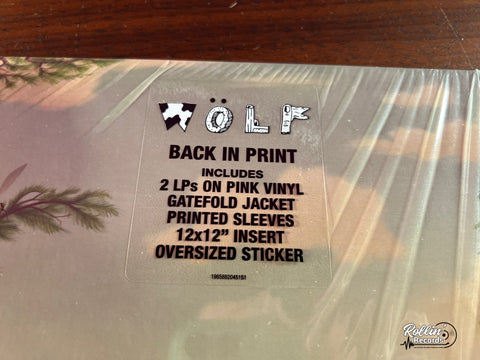 WÖLF
BACK IN PRINT
INCLUDES
2 LPs ON PINK VINYL
GATEFOLD JACKET
PRINTED SLEEVES
12x12” INSERT
OVERSIZED STICKER
Rollin'
Records